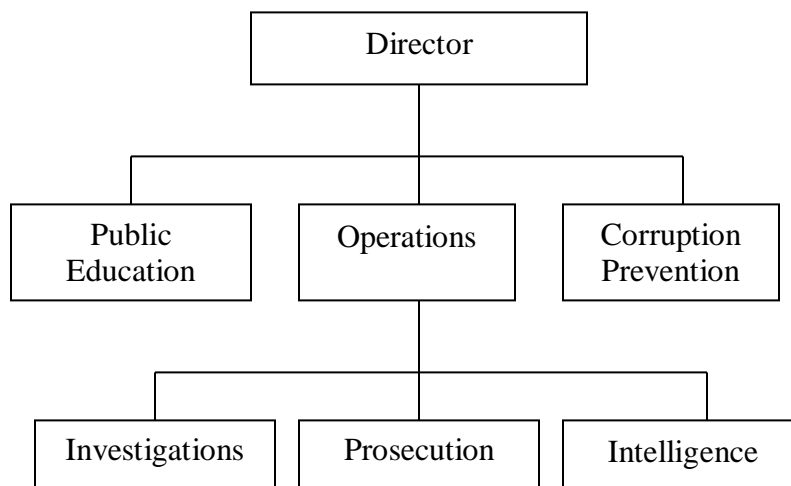 Director
Public
Education
Operations
Corruption
Prevention
Investigations
Prosecution
Intelligence